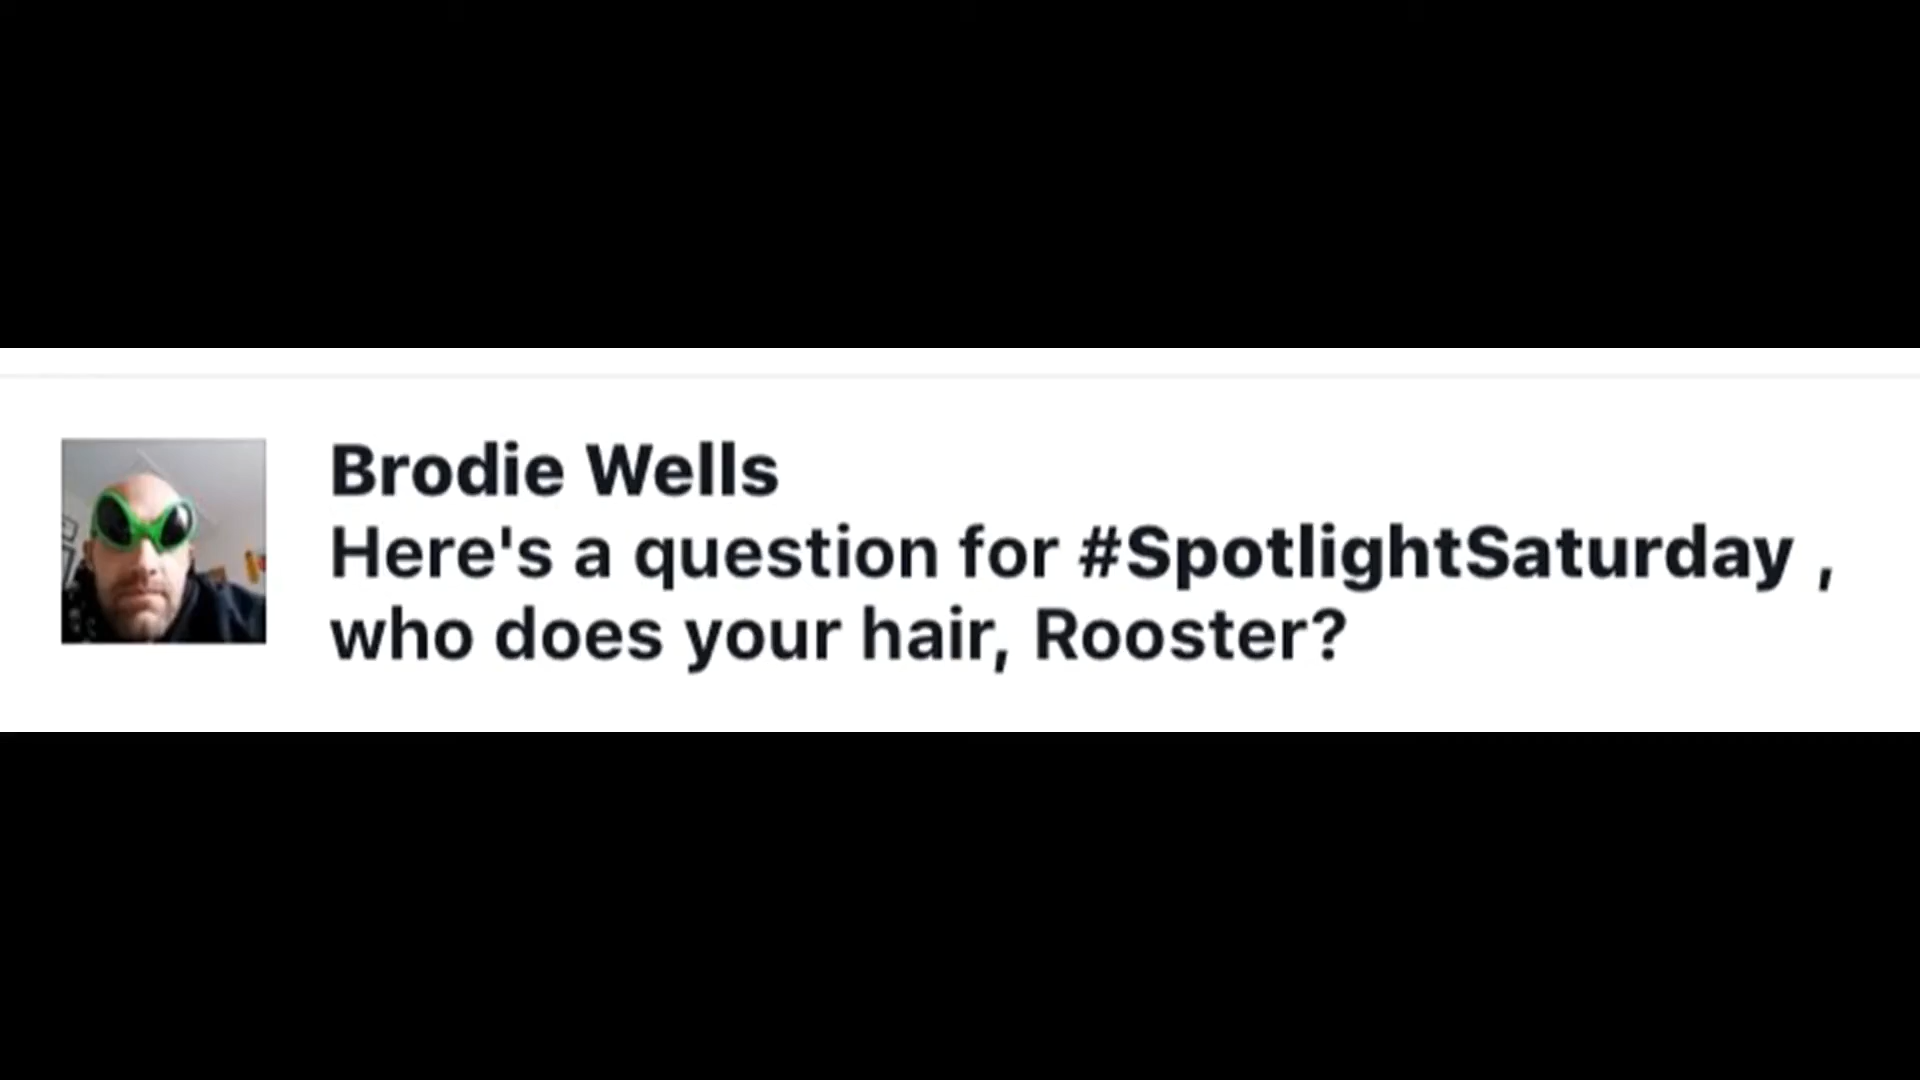 Brodie Wells
Here's a question for #SpotlightSaturday ,
who does your hair, Rooster?